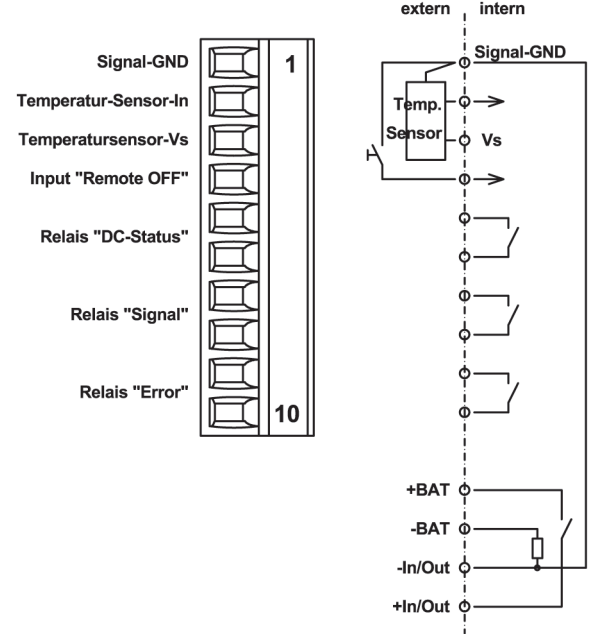 extern intern
Signal-GND
1
Signal-GND
Temperatur-Sensor-In
Temp.
Temperatursensor-Vs
Sensor
Vs
Input "Remote OFF"
Relais "DC-Status"
Relais "Signal"
Relais "Error"
10
+BAT
-BAT
-In/Out
+In/Out